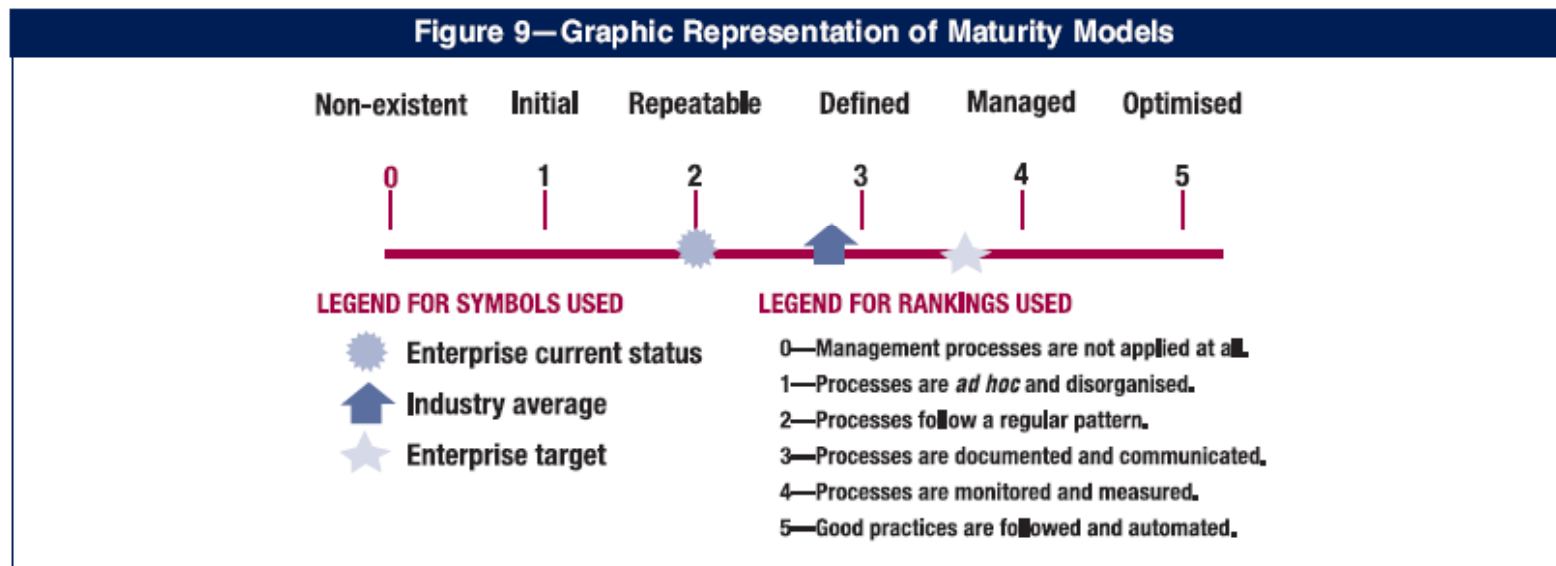 Figure 9—Graphic Representation of Maturity Models
Non-existent Initial Repeatable Defined Managed Optimised
0 1 2 3 4 5
LEGEND FOR SYMBOLS USED
Enterprise current status
Industry average
Enterprise target
LEGEND FOR RANKINGS USED
0—Management processes are not applied at all.
1—Processes are ad hoc and disorganised.
2—Processes follow a regular pattern.
3—Processes are documented and communicated.
4—Processes are monitored and measured.
5—Good practices are followed and automated.